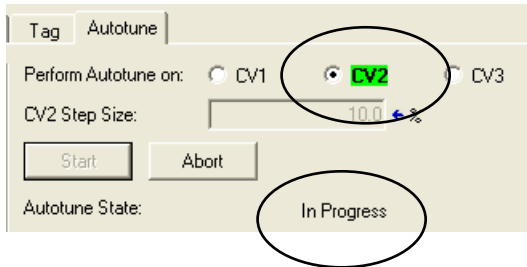 Tag Autotune
Perform Autotune on: CV1 CV2 CV3
CV2 Step Size: 10.0 %
Start Abort
Autotune State: In Progress